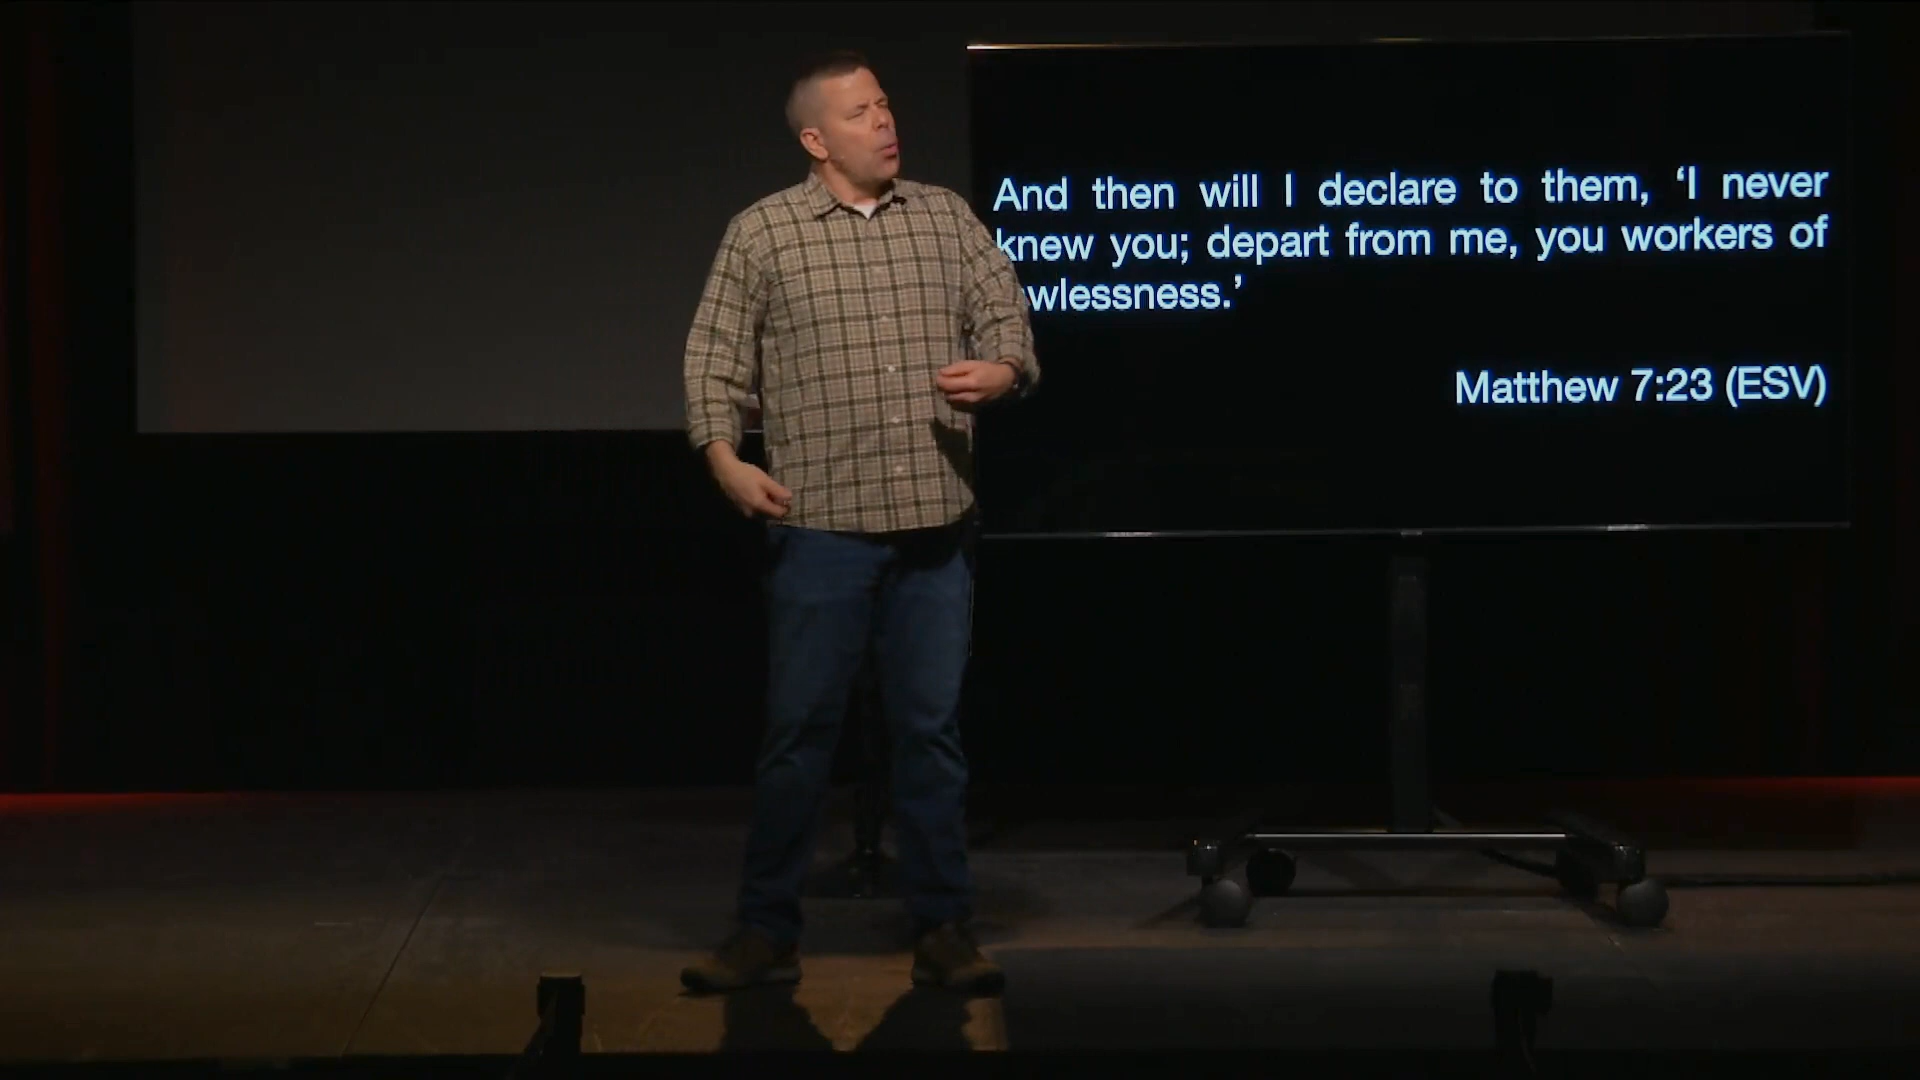 And then will I declare to them, ‘I never
knew you; depart from me, you workers of
wlessness.’
Matthew 7:23 (ESV)